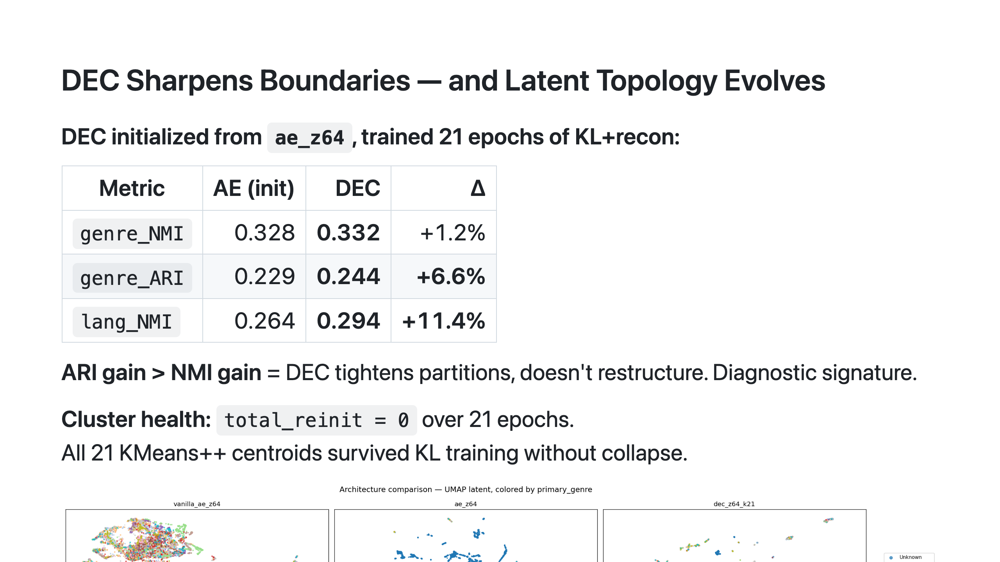 DEC Sharpens Boundaries — and Latent Topology Evolves
DEC initialized from ae_z64, trained 21 epochs of KL+recon:
Metric AE (init) DEC Δ
genre_NMI 0.328 0.332 +1.2%
genre_ARI 0.229 0.244 +6.6%
lang_NMI 0.264 0.294 +11.4%
ARI gain > NMI gain = DEC tightens partitions, doesn't restructure. Diagnostic signature.
Cluster health: total_reinit = 0 over 21 epochs.
All 21 KMeans++ centroids survived KL training without collapse.
Architecture comparison — UMAP latent, colored by primary_genre
vanilla_ae_z64 ae_z64 dec_z64_k21
Unknown